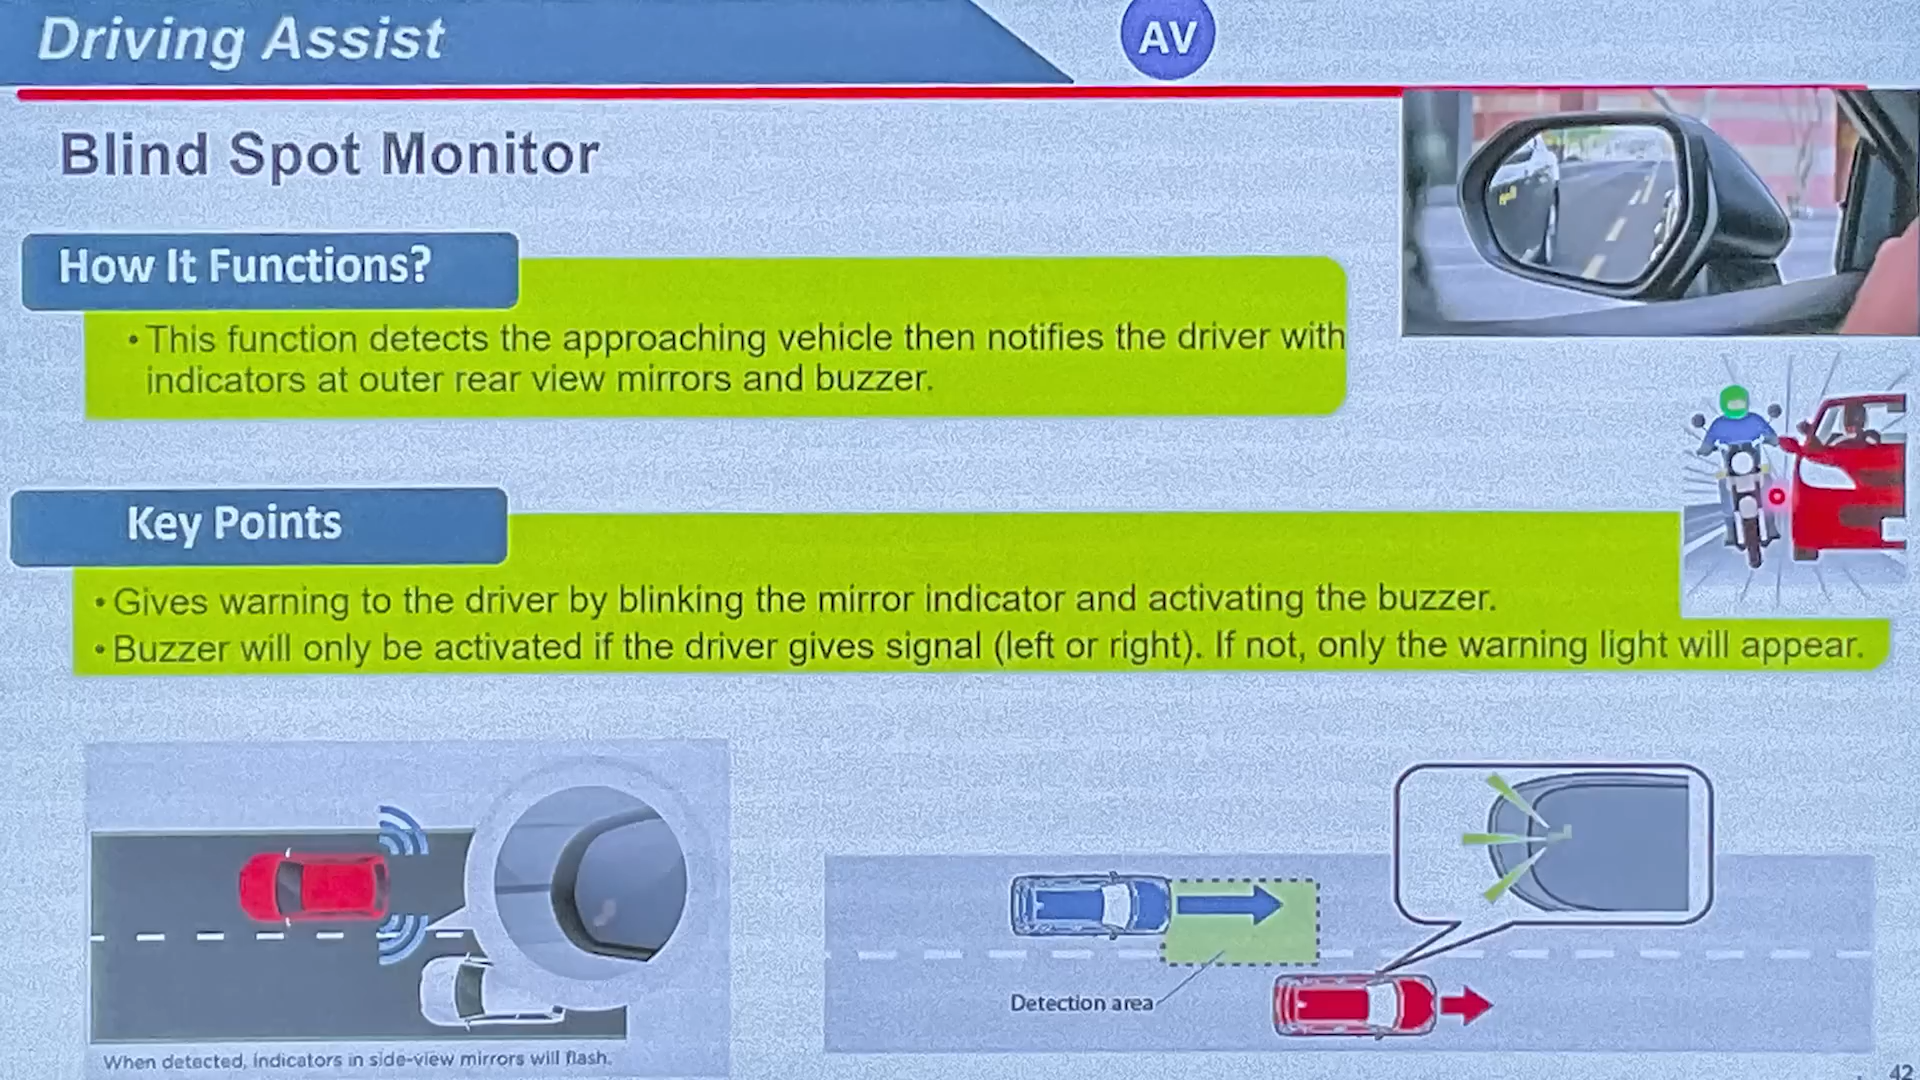 Driving Assist
AV
Blind Spot Monitor
How It Functions?
• This function detects the approaching vehicle then notifies the driver with
indicators at outer rear view mirrors and buzzer.
Key Points
• Gives warning to the driver by blinking the mirror indicator and activating the buzzer.
• Buzzer will only be activated if the driver gives signal (left or right). If not, only the warning light will appear.
Detection area
When detected, indicators in side-view mirrors will flash.
42